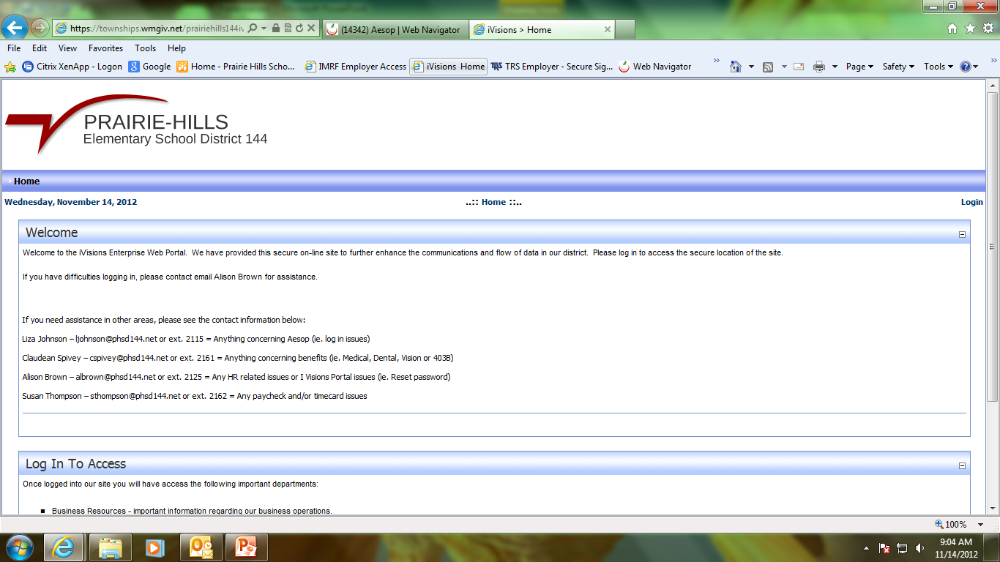 https://townships.wmgiv.net/prairiehills144iv
(14342) Aesop | Web Navigator
iVisions > Home
File Edit View Favorites Tools Help
Citrix XenApp - Logon
Google
Home - Prairie Hills Scho...
IMRF Employer Access
iVisions Home
TRS Employer - Secure Sig...
Web Navigator
Page
Safety
Tools
PRAIRIE-HILLS
Elementary School District 144
Home
Wednesday, November 14, 2012
..:: Home ::..
Login
Welcome
Welcome to the iVisions Enterprise Web Portal. We have provided this secure on-line site to further enhance the communications and flow of data in our district. Please log in to access the secure location of the site.
If you have difficulties logging in, please contact email Alison Brown for assistance.
If you need assistance in other areas, please see the contact information below:
Liza Johnson – ljohnson@phsd144.net or ext. 2115 = Anything concerning Aesop (ie. log in issues)
Claudean Spivey – cspivey@phsd144.net or ext. 2161 = Anything concerning benefits (ie. Medical, Dental, Vision or 403B)
Alison Brown – albrown@phsd144.net or ext. 2125 = Any HR related issues or I Visions Portal issues (ie. Reset password)
Susan Thompson – sthompson@phsd144.net or ext. 2162 = Any paycheck and/or timecard issues
Log In To Access
Once logged into our site you will have access the following important departments:
Business Resources - important information regarding our business operations.
100%
9:04 AM
11/14/2012